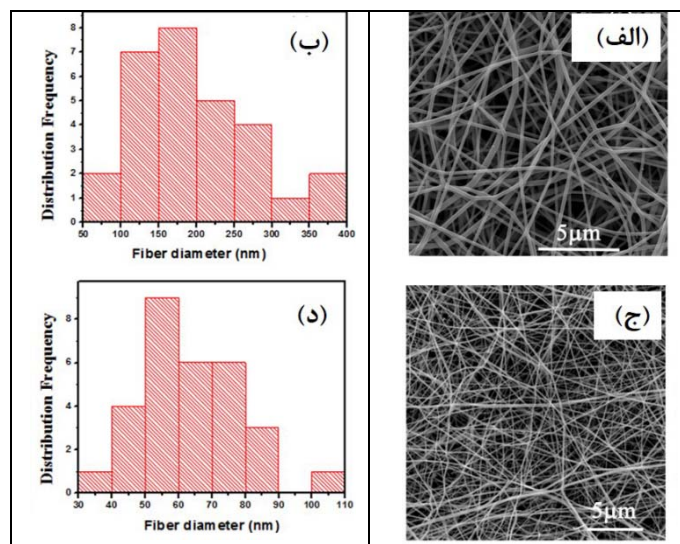 (الف)
5µm
(ب)
Distribution Frequency
8
7
6
5
4
3
2
1
0
50 100 150 200 250 300 350 400
Fiber diameter (nm)
(ج)
5µm
(د)
Distribution Frequency
8
6
4
2
0
30 40 50 60 70 80 90 100 110
Fiber diameter (nm)